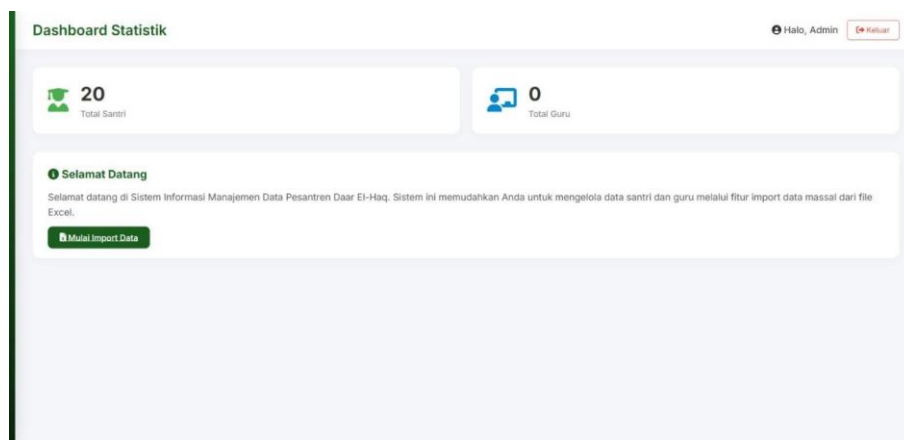 Dashboard Statistik
Halo, Admin
Keluar
20
Total Santri
0
Total Guru
Selamat Datang
Selamat datang di Sistem Informasi Manajemen Data Pesantren Daar El-Haq. Sistem ini memudahkan Anda untuk mengelola data santri dan guru melalui fitur import data massal dari file
Excel.
Mulai Import Data